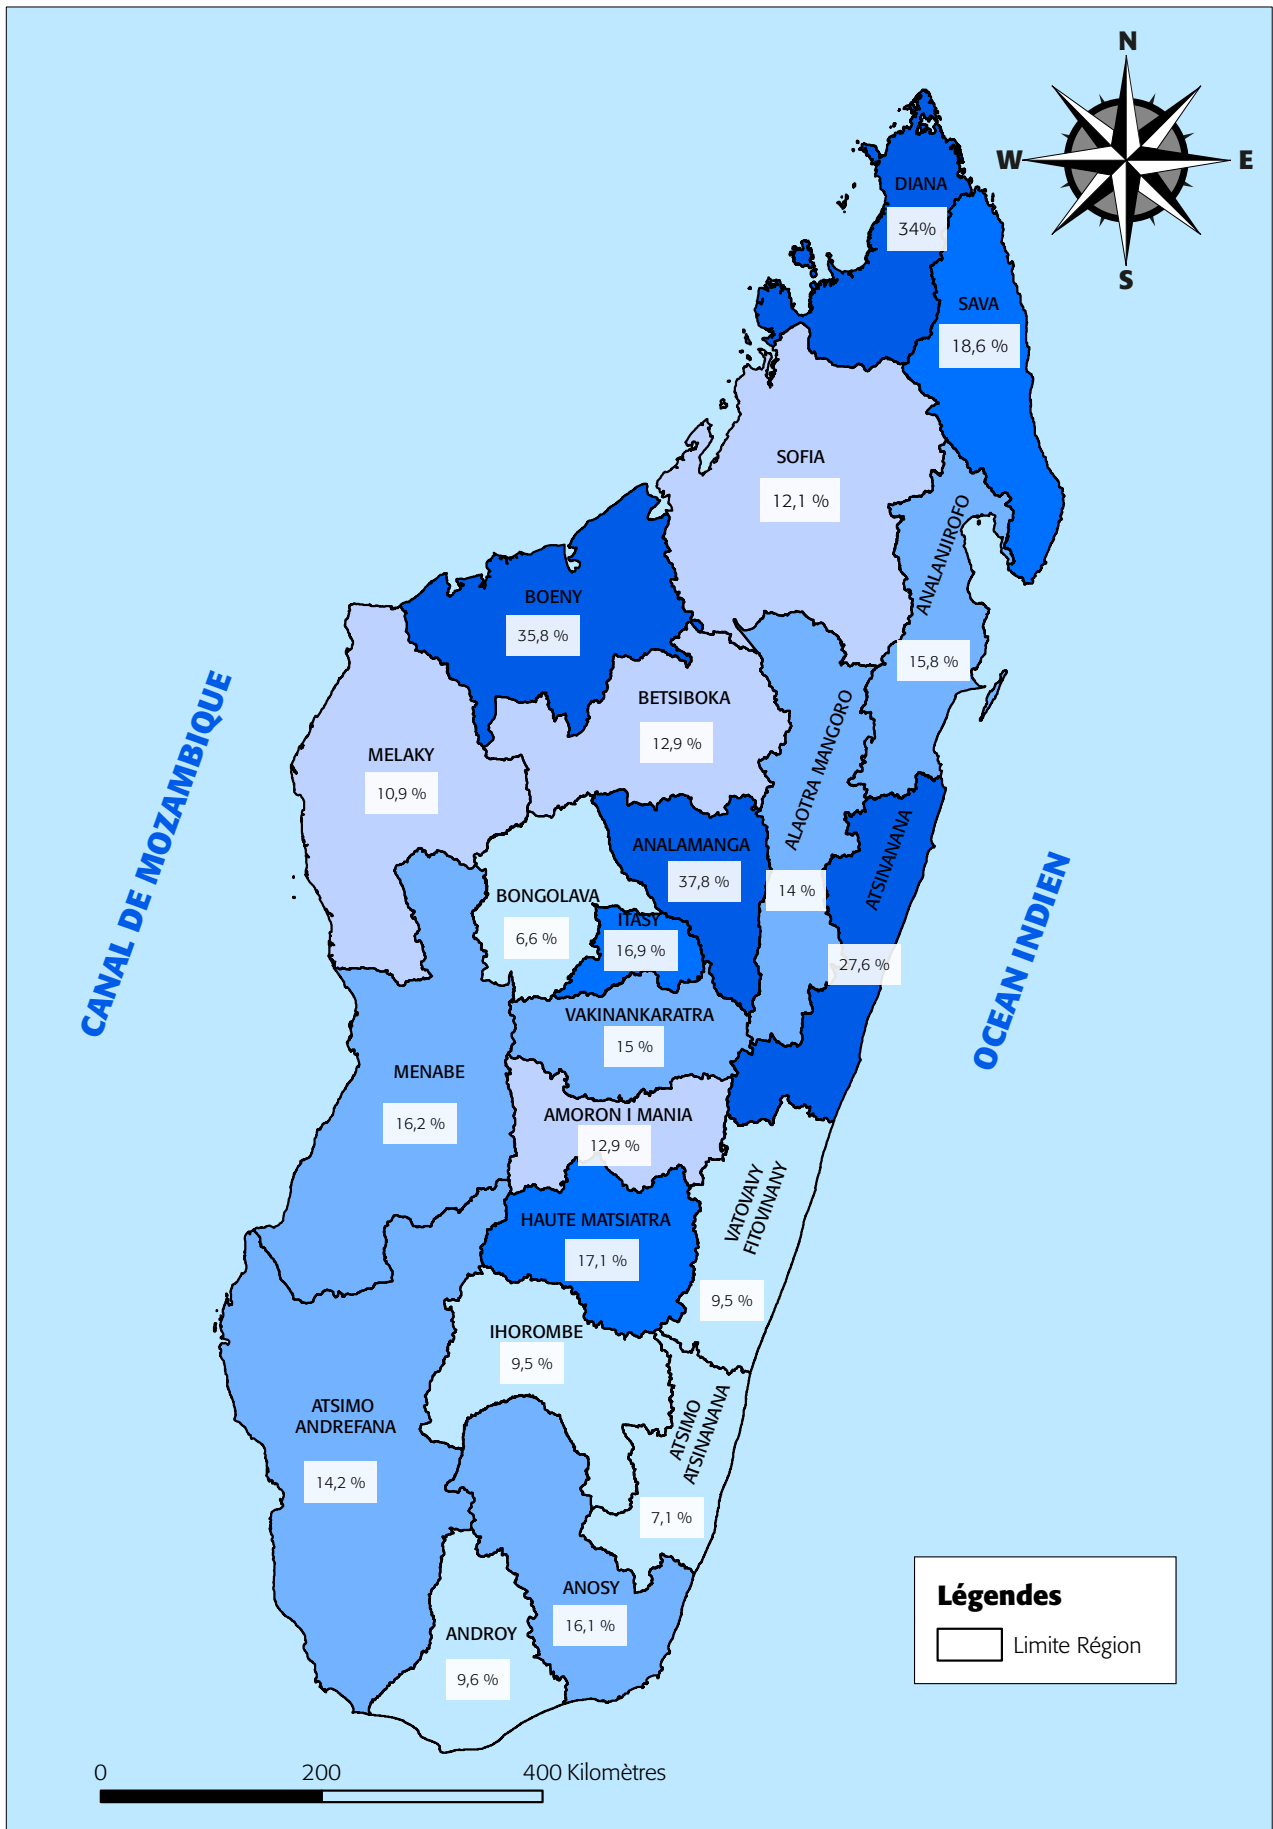 N
W
E
S
DIANA
34%
SAVA
18,6 %
SOFIA
12,1 %
ANALANJIROFO
15,8 %
BOENY
35,8 %
BETSIBOKA
12,9 %
MELAKY
10,9 %
ALAOTRA MANGORO
14 %
CANAL DE MOZAMBIQUE
ANALAMANGA
37,8 %
ATSINANANA
27,6 %
OCEAN INDIEN
BONGOLAVA
6,6 %
ITASY
16,9 %
VAKINANKARATRA
15 %
MENABE
16,2 %
AMORON I MANIA
12,9 %
VATOVAVY
FITOVINANY
9,5 %
HAUTE MATSIATRA
17,1 %
IHOROMBE
9,5 %
ATSIMO
ANDREFANA
14,2 %
ATSIMO
ATSINANANA
7,1 %
ANOSY
16,1 %
ANDROY
9,6 %
Légendes
Limite Région
0 200 400 Kilomètres